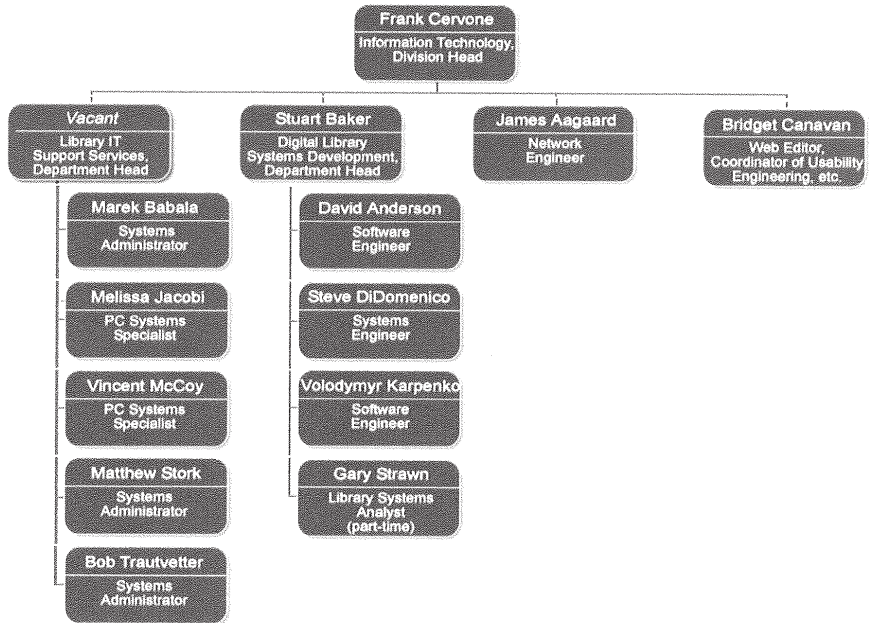 Frank Cervone
Information Technology,
Division Head
Vacant
Library IT
Support Services,
Department Head
Marek Babala
Systems
Administrator
Melissa Jacobi
PC Systems
Specialist
Vincent McCoy
PC Systems
Specialist
Matthew Stork
Systems
Administrator
Bob Trautvetter
Systems
Administrator
Stuart Baker
Digital Library
Systems Development,
Department Head
David Anderson
Software
Engineer
Steve DiDomenico
Systems
Engineer
Volodymyr Karpenko
Software
Engineer
Gary Strawn
Library Systems
Analyst
(part-time)
James Aagaard
Network
Engineer
Bridget Canavan
Web Editor,
Coordinator of Usability
Engineering, etc.